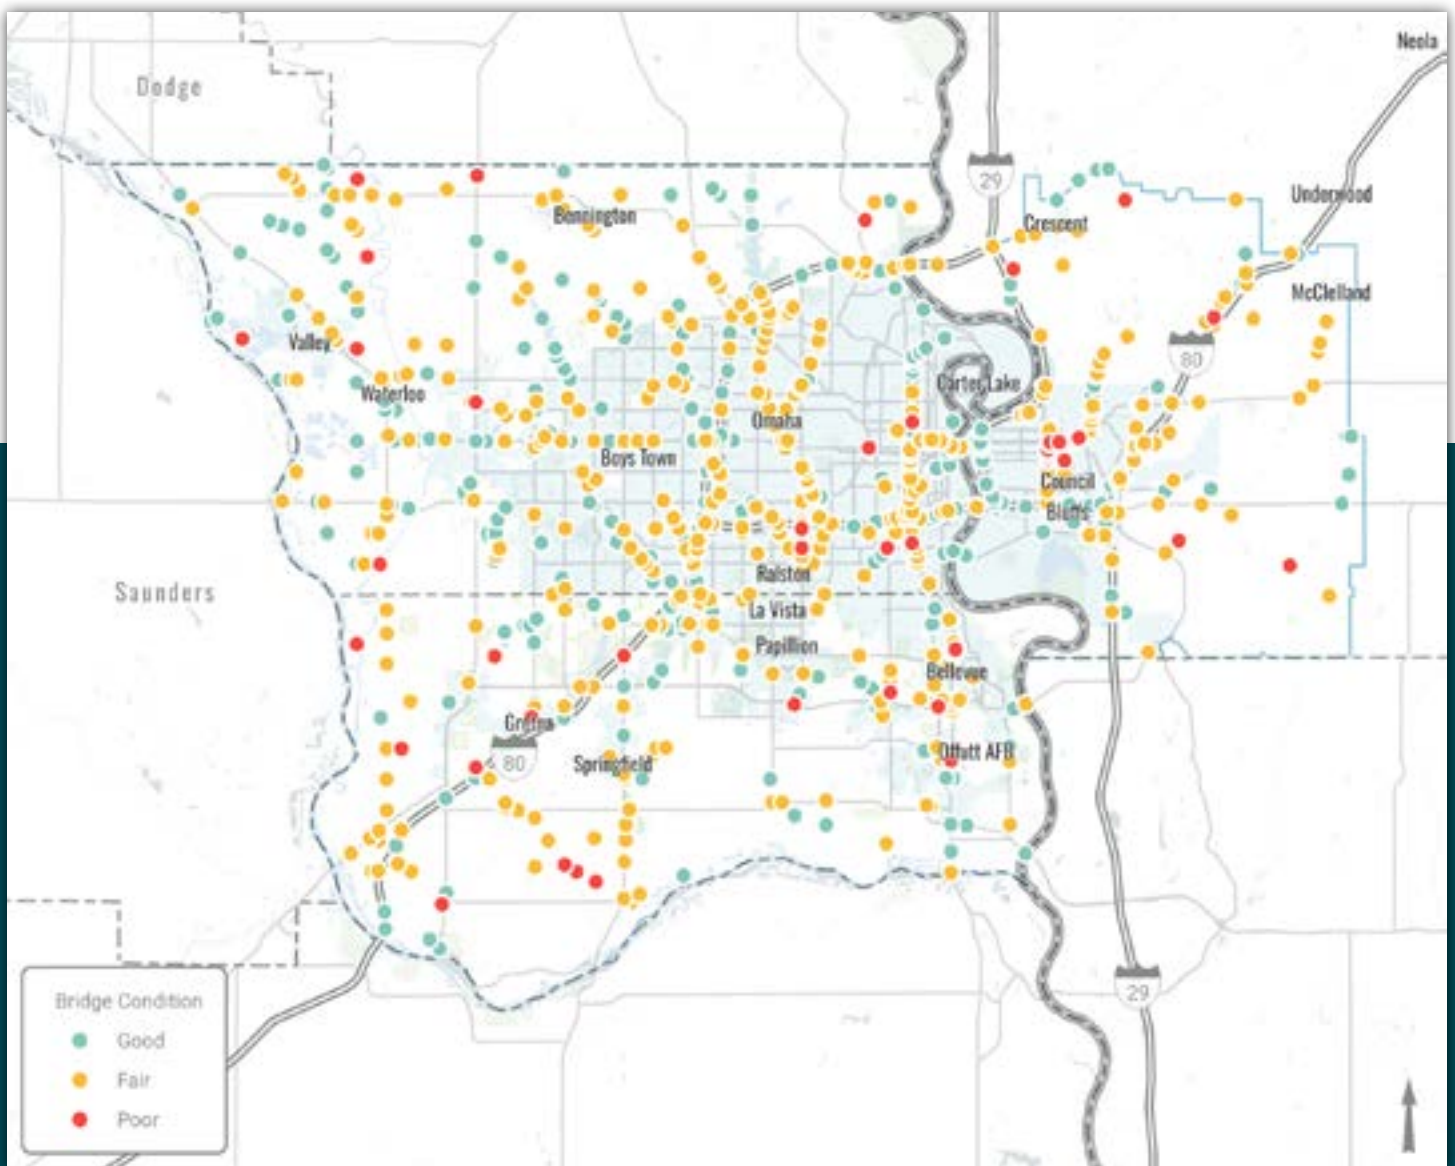 Neola
Dodge
29
Underwood
Bennington
Crescent
McClelland
Valley
80
Waterloo
Carter Lake
Omaha
Boys Town
Council
Bluffs
Ralston
Saunders
La Vista
Papillion
Bellevue
Gretna
Offutt AFB
80
Springfield
29
Bridge Condition
Good
Fair
Poor